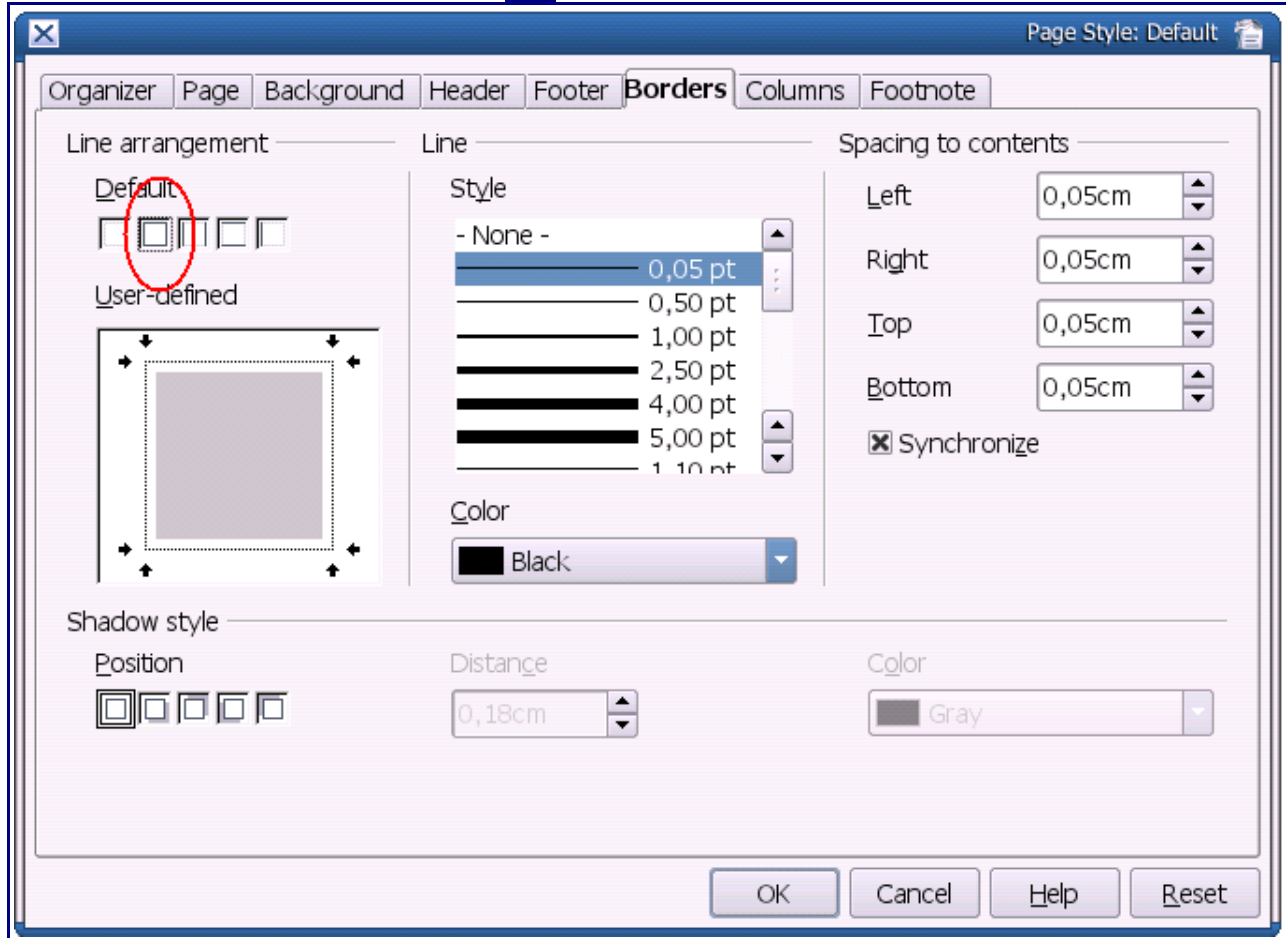 Page Style: Default
Organizer Page Background Header Footer Borders Columns Footnote
Line arrangement
Default
User-defined
Line
Style
- None -
0,05 pt
0,50 pt
1,00 pt
2,50 pt
4,00 pt
5,00 pt
1,10 pt
Color
Black
Spacing to contents
Left 0,05cm
Right 0,05cm
Top 0,05cm
Bottom 0,05cm
Synchronize
Shadow style
Position
Distance
0,18cm
Color
Gray
OK Cancel Help Reset